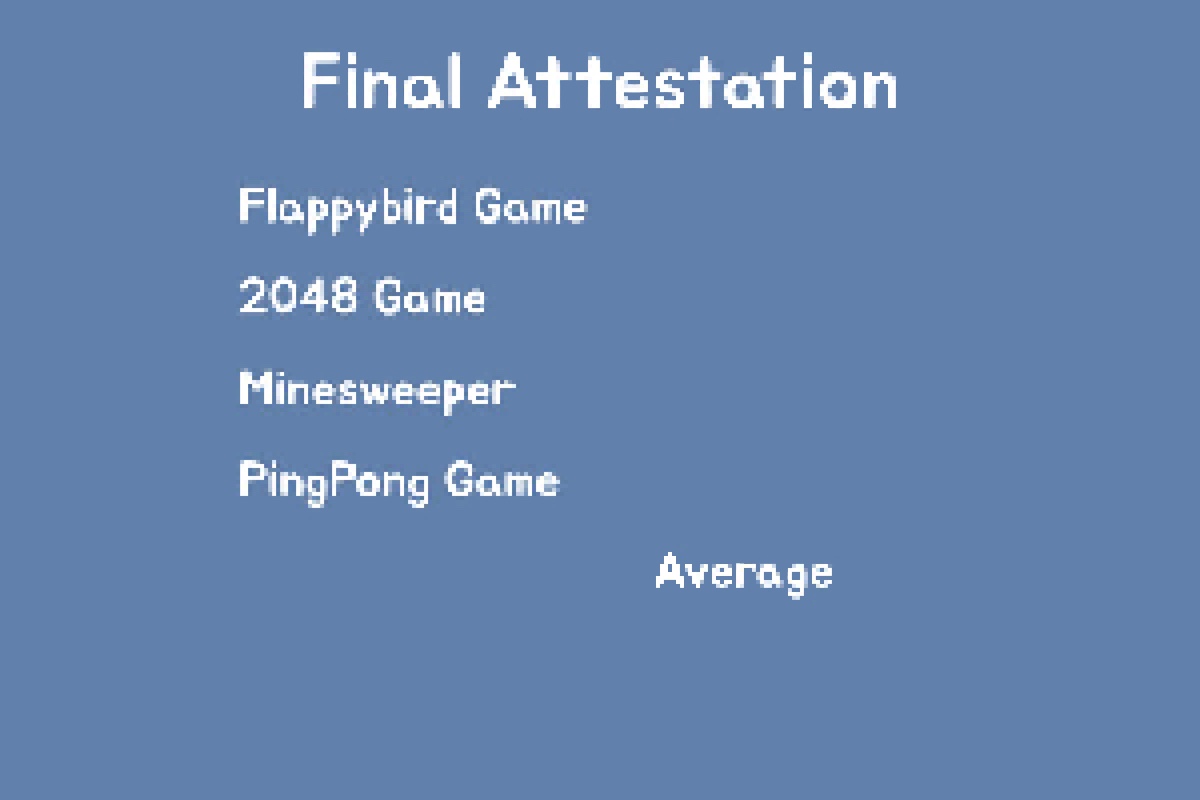 Final Attestation
Flappybird Game
2048 Game
Minesweeper
PingPong Game
Average